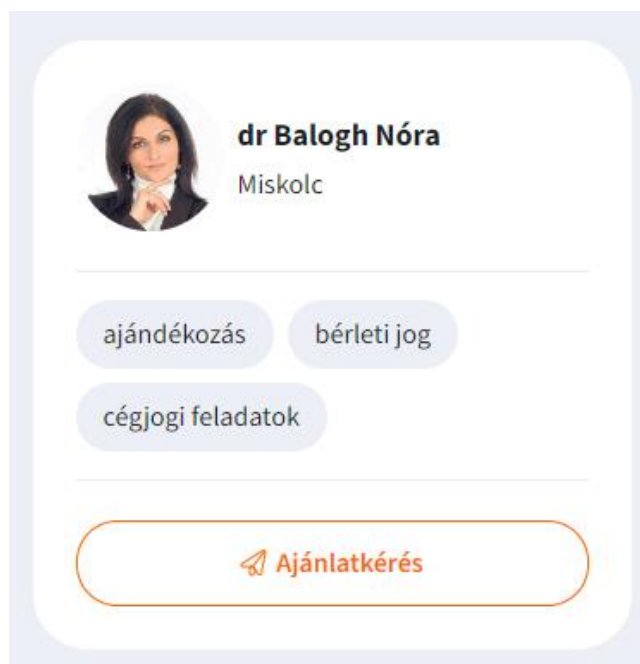 dr Balogh Nóra
Miskolc
ajándékozás
bérleti jog
cégjogi feladatok
Ajánlatkérés